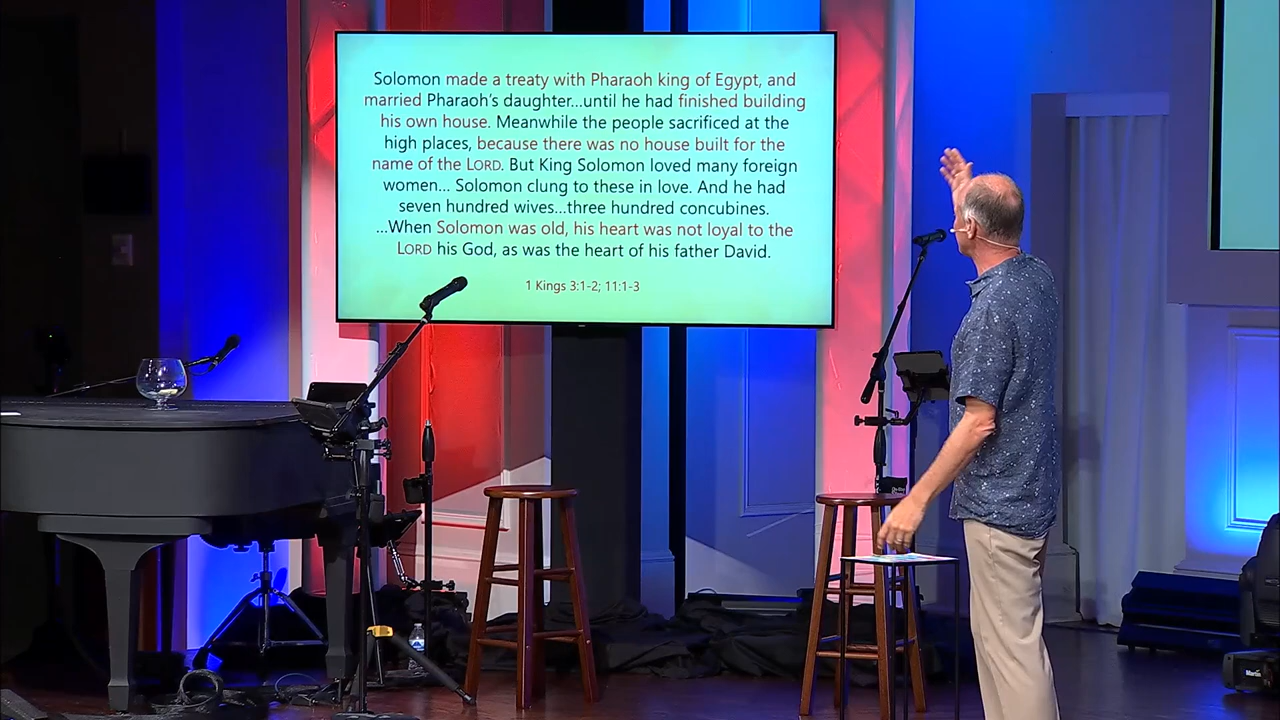 Solomon made a treaty with Pharaoh king of Egypt, and
married Pharaoh's daughter...until he had finished building
his own house. Meanwhile the people sacrificed at the
high places, because there was no house built for the
name of the LORD. But King Solomon loved many foreign
women... Solomon clung to these in love. And he had
seven hundred wives...three hundred concubines.
...When Solomon was old, his heart was not loyal to the
LORD his God, as was the heart of his father David.
1 Kings 3:1-2; 11:1-3
Martin